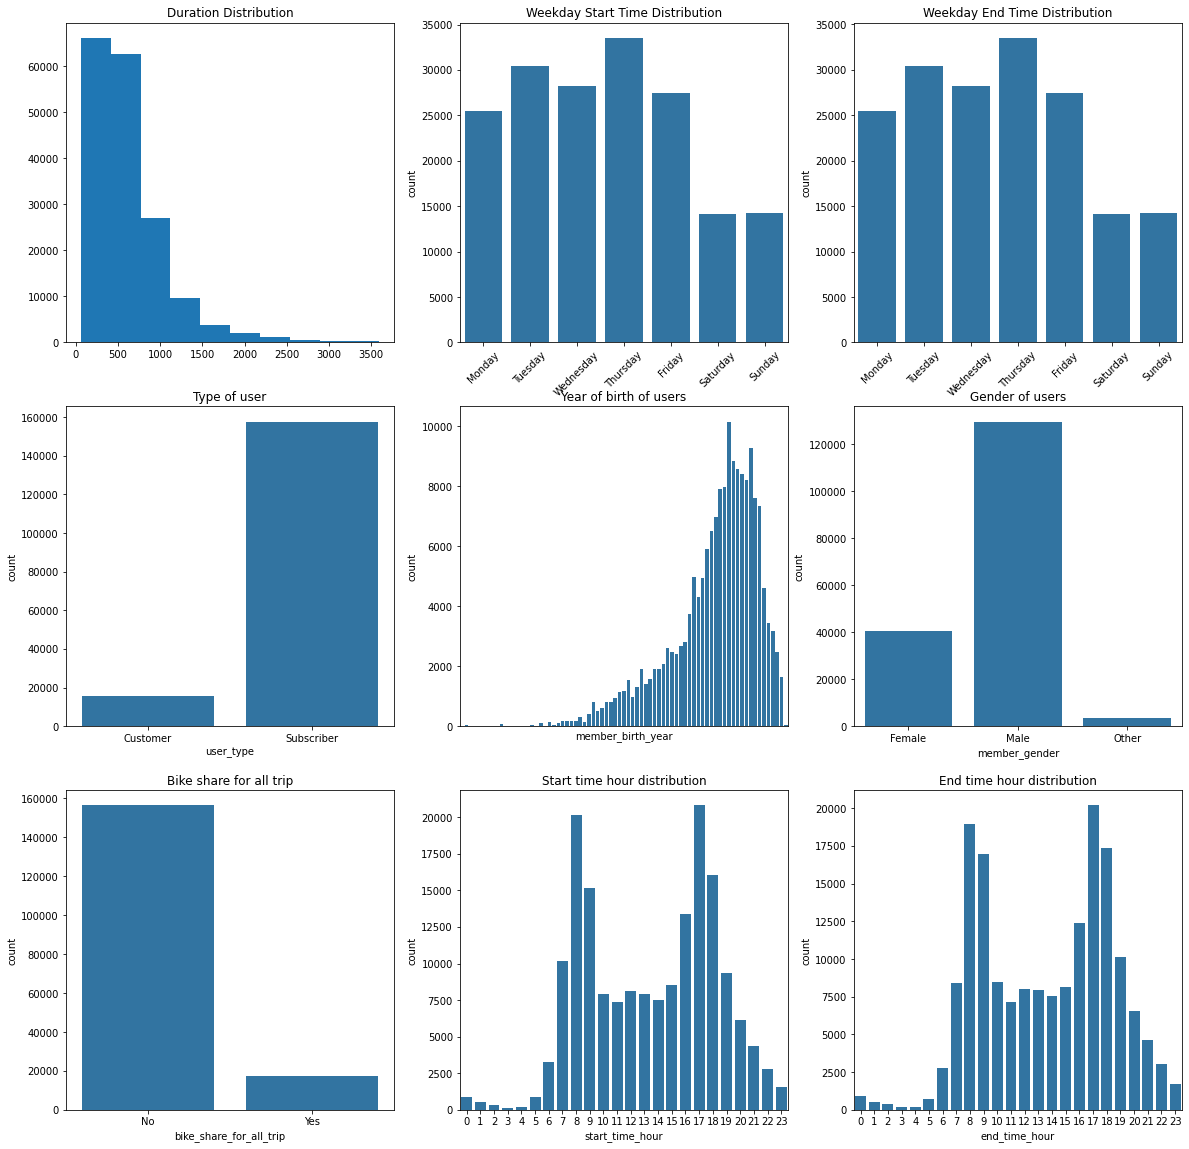 Duration Distribution
60000
50000
40000
30000
20000
10000
0
0 500 1000 1500 2000 2500 3000 3500
Weekday Start Time Distribution
35000
30000
25000
20000
15000
10000
5000
0
count
Monday Tuesday Wednesday Thursday Friday Saturday Sunday
Weekday End Time Distribution
35000
30000
25000
20000
15000
10000
5000
0
count
Monday Tuesday Wednesday Thursday Friday Saturday Sunday
Type of user
160000
140000
120000
100000
80000
60000
40000
20000
0
count
Customer Subscriber
user_type
Year of birth of users
10000
8000
6000
4000
2000
0
count
member_birth_year
Gender of users
120000
100000
80000
60000
40000
20000
0
count
Female Male Other
member_gender
Bike share for all trip
160000
140000
120000
100000
80000
60000
40000
20000
0
count
No Yes
bike_share_for_all_trip
Start time hour distribution
20000
17500
15000
12500
10000
7500
5000
2500
0
count
0 1 2 3 4 5 6 7 8 9 10 11 12 13 14 15 16 17 18 19 20 21 22 23
start_time_hour
End time hour distribution
20000
17500
15000
12500
10000
7500
5000
2500
0
count
0 1 2 3 4 5 6 7 8 9 10 11 12 13 14 15 16 17 18 19 20 21 22 23
end_time_hour